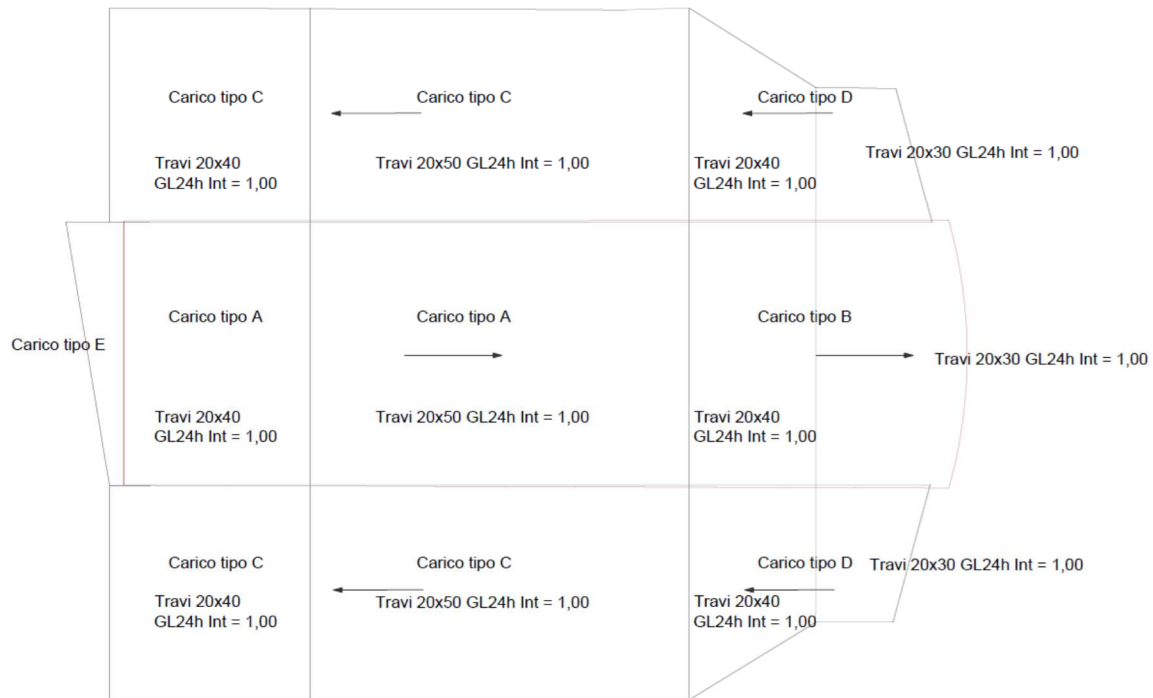 Carico tipo C
Carico tipo C
Carico tipo D
Travi 20x40
GL24h Int = 1,00
Travi 20x50 GL24h Int = 1,00
Travi 20x40
GL24h Int = 1,00
Travi 20x30 GL24h Int = 1,00
Carico tipo A
Carico tipo A
Carico tipo B
Carico tipo E
Travi 20x30 GL24h Int = 1,00
Travi 20x40
GL24h Int = 1,00
Travi 20x50 GL24h Int = 1,00
Travi 20x40
GL24h Int = 1,00
Carico tipo C
Carico tipo C
Carico tipo D
Travi 20x30 GL24h Int = 1,00
Travi 20x40
GL24h Int = 1,00
Travi 20x50 GL24h Int = 1,00
Travi 20x40
GL24h Int = 1,00